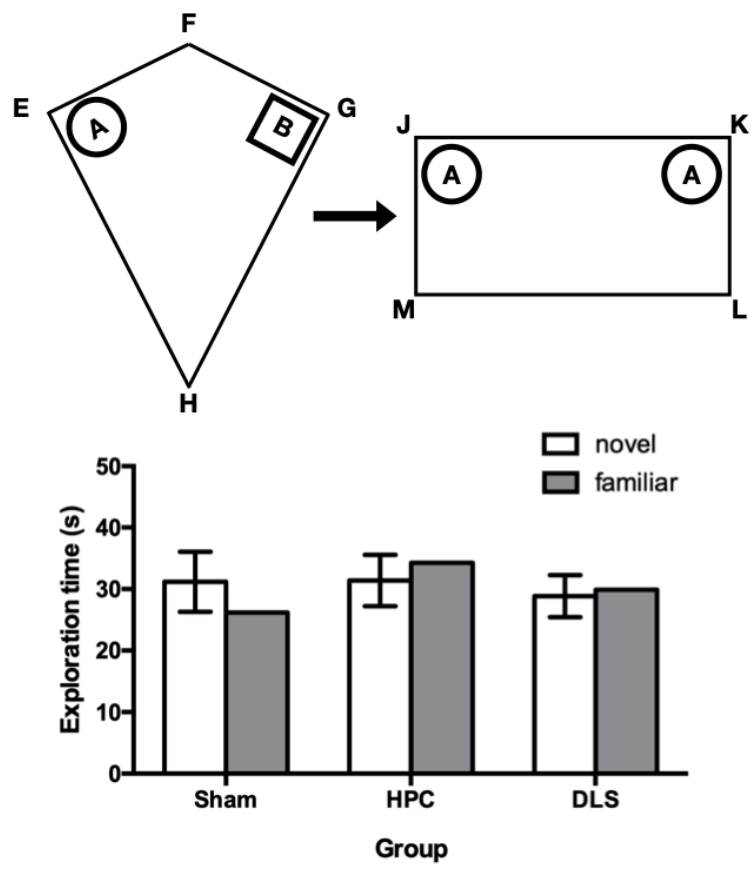 F
E
A
B
G
H
J
K
A
A
M
L
novel
familiar
50
40
30
20
10
0
Exploration time (s)
Sham
HPC
DLS
Group